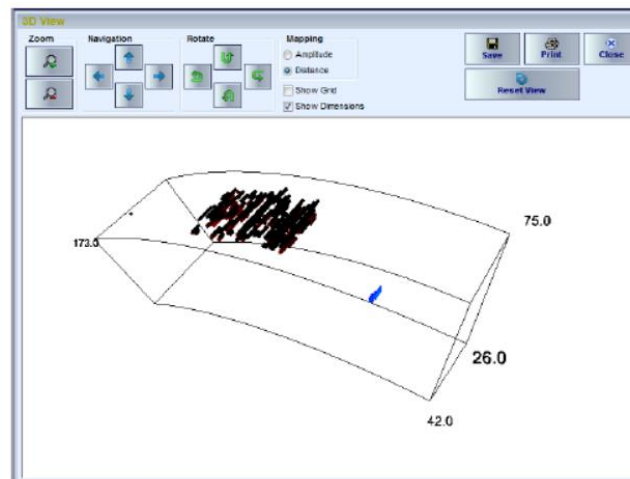 3D View
Zoom
Navigation
Rotate
Mapping
Amplitude
Distance
Show Grid
Show Dimensions
Save
Print
Close
Reset View
75.0
173.0
26.0
42.0